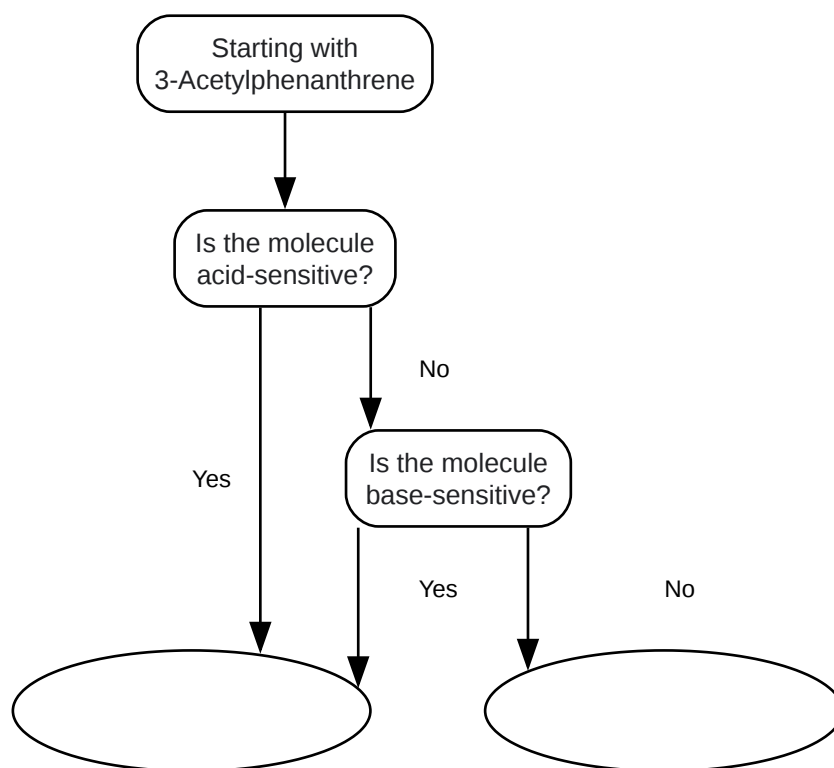 Starting with
3-Acetylphenanthrene
Is the molecule
acid-sensitive?
No
Is the molecule
base-sensitive?
Yes
Yes
No